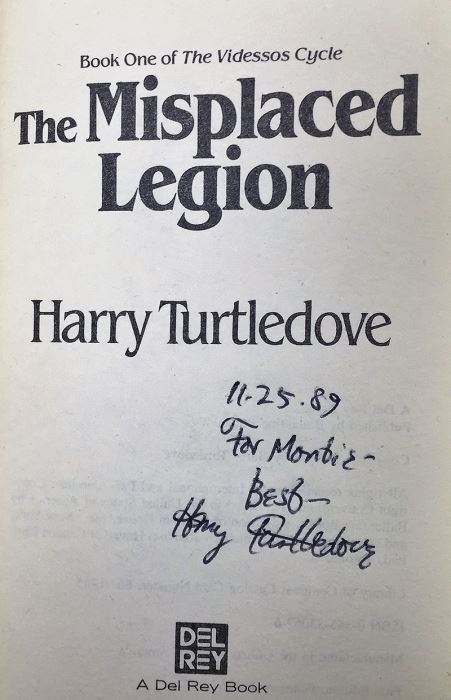 Book One of The Videssos Cycle
The Misplaced
Legion
Harry Turtledove
11.25.89
For Montie-
Best-
Harry Turtledove
DEL
REY
A Del Rey Book